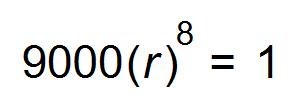 9000(r)⁸ = 1